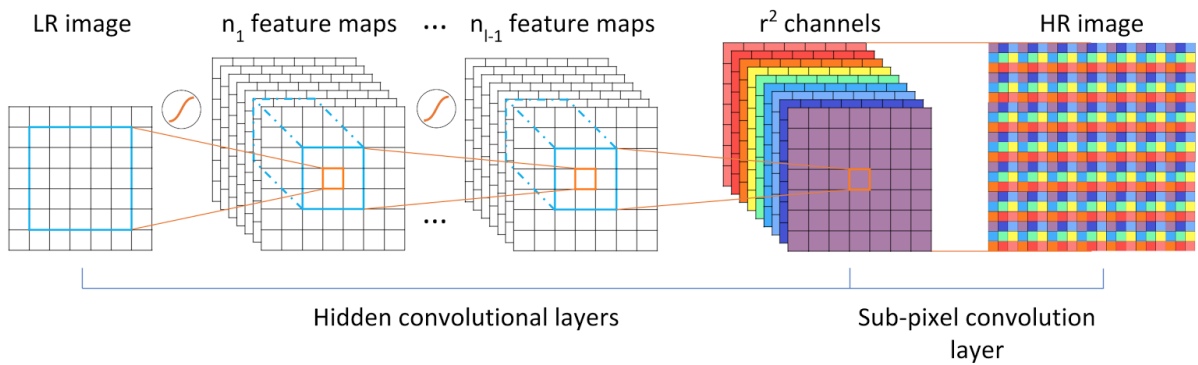 LR image
n₁ feature maps
...
nₗ₋₁ feature maps
r² channels
HR image
...
Hidden convolutional layers
Sub-pixel convolution
layer